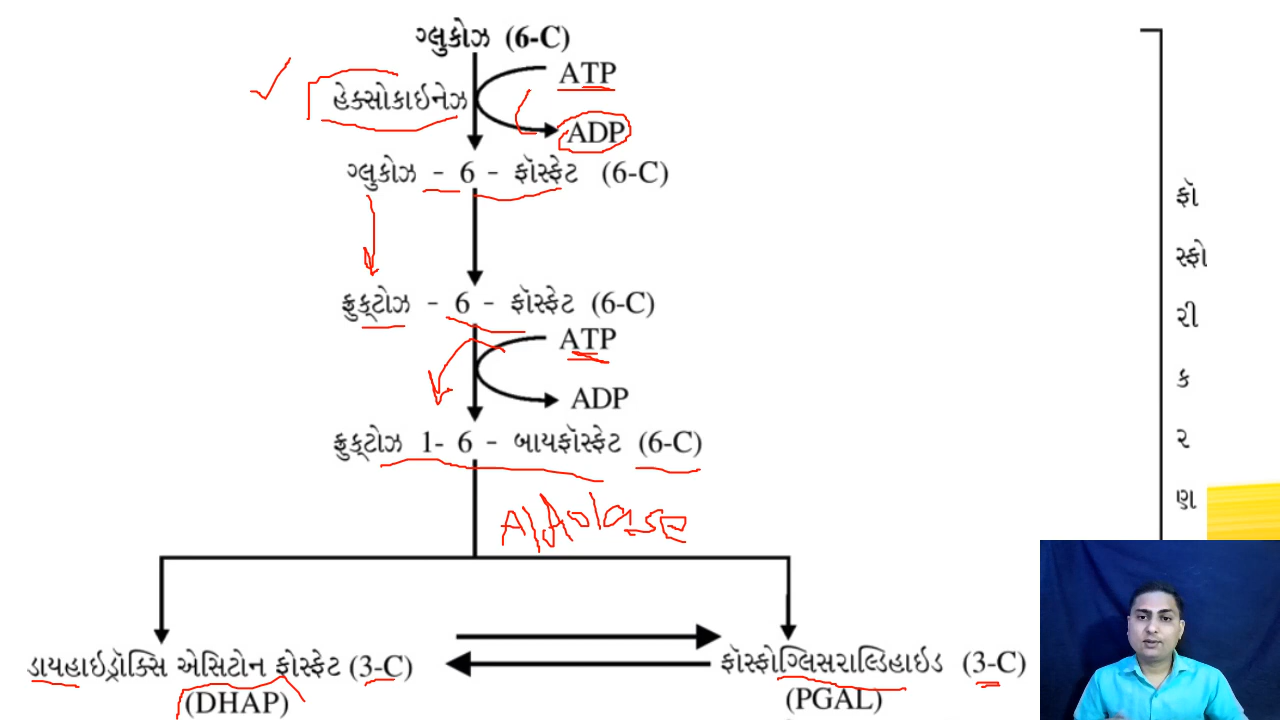 ગ્લુકોઝ (6-C)
ATP
હેક્સોકાઇનેઝ
ADP
ગ્લુકોઝ - 6 - ફૉસ્ફેટ (6-C)
ફ્રુક્ટોઝ - 6 - ફૉસ્ફેટ (6-C)
ATP
ADP
ફ્રુક્ટોઝ 1- 6 - બાયફૉસ્ફેટ (6-C)
Aldolase
ડાયહાઇડ્રૉક્સિ એસિટોન ફોસ્ફેટ (3-C)
(DHAP)
ફૉસ્ફોગ્લિસરાલ્ડિહાઇડ (3-C)
(PGAL)
ફૉ
સ્ફો
રી
ક
ર
ણ